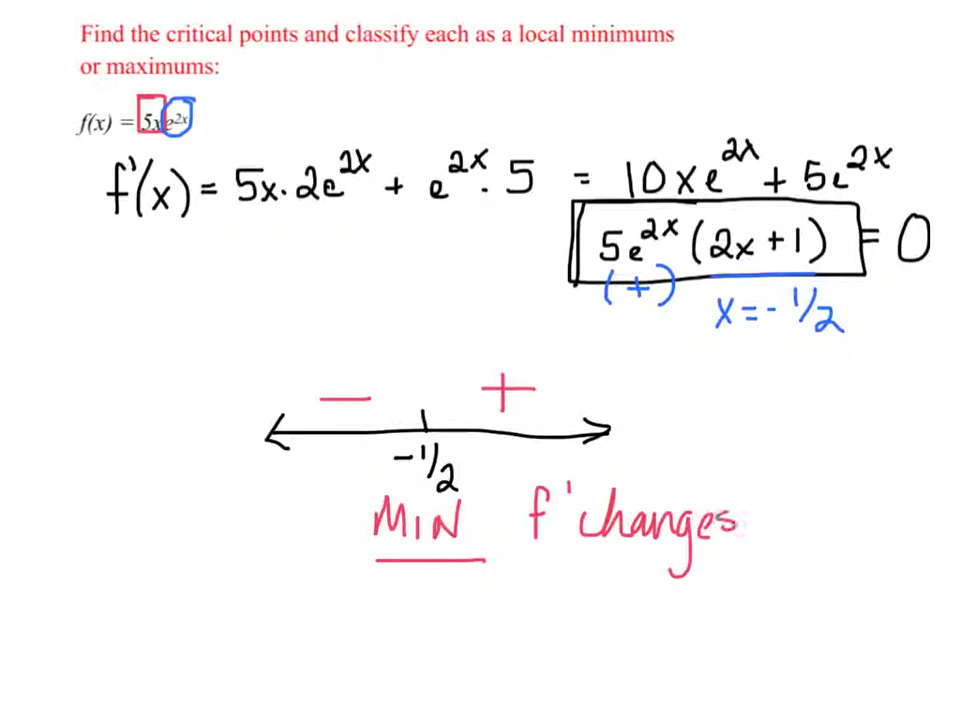 Find the critical points and classify each as a local minimums
or maximums:
f(x) = 5xe^{2x}
f'(x) = 5x · 2e^{2x} + e^{2x} · 5 = 10xe^{2x} + 5e^{2x}
5e^{2x} (2x + 1) = 0
(+) x = - 1/2
— +
-1/2
MIN f' changes